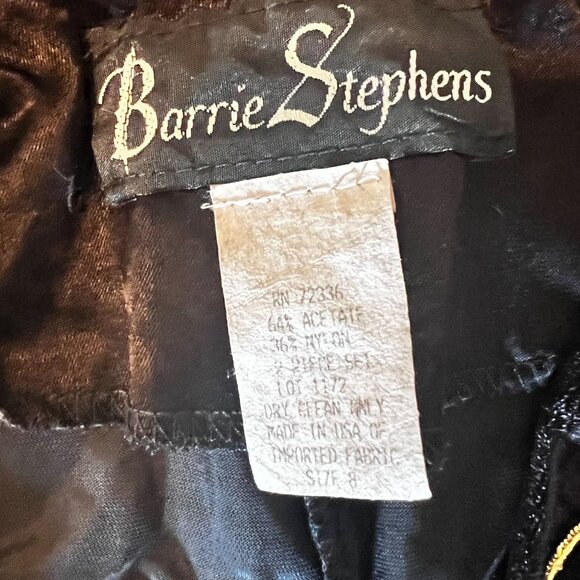 Barrie Stephens
RN 72336
64% ACETATE
36% NYLON
2 PIECE SET
LOT 1172
DRY CLEAN ONLY
MADE IN USA OF
IMPORTED FABRIC
SIZE 8